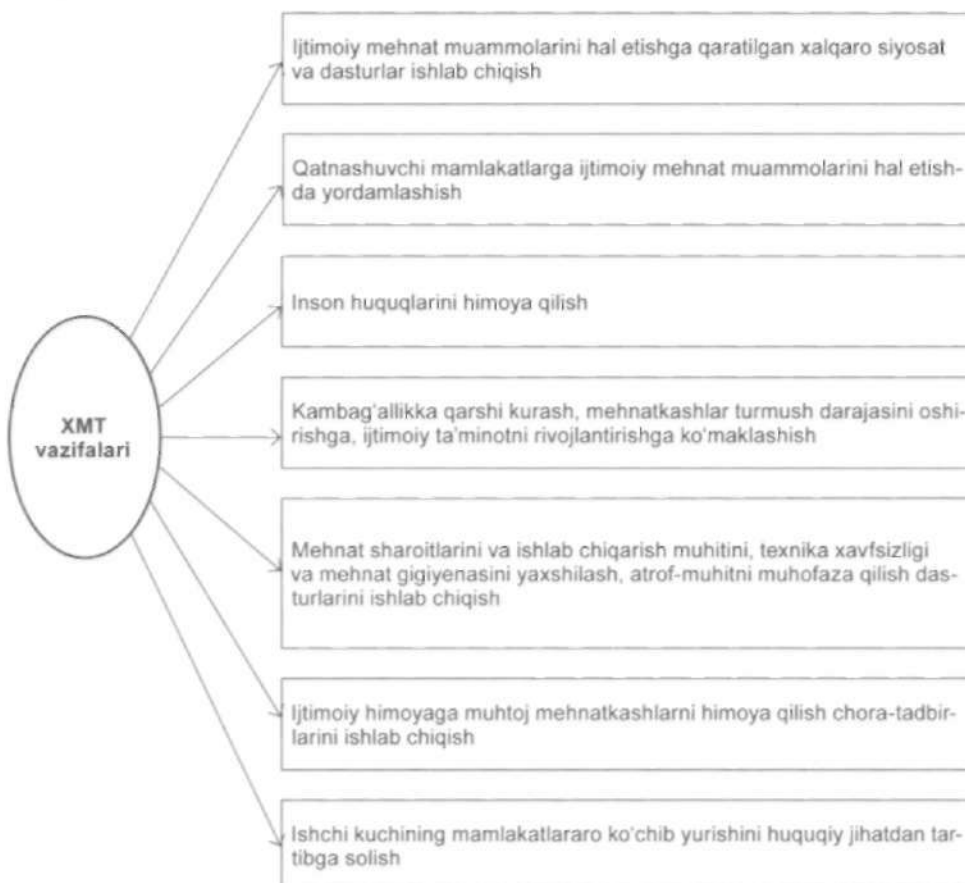 Ijtimoiy mehnat muammolarini hal etishga qaratilgan xalqaro siyosat
va dasturlar ishlab chiqish
Qatnashuvchi mamlakatlarga ijtimoiy mehnat muammolarini hal etish-
da yordamlashish
Inson huquqlarini himoya qilish
XMT
vazifalari
Kambag‘allikka qarshi kurash, mehnatkashlar turmush darajasini oshi-
rishga, ijtimoiy ta’minotni rivojlantirishga ko‘maklashish
Mehnat sharoitlarini va ishlab chiqarish muhitini, texnika xavfsizligi
va mehnat gigiyenasini yaxshilash, atrof-muhitni muhofaza qilish das-
turlarini ishlab chiqish
Ijtimoiy himoyaga muhtoj mehnatkashlarni himoya qilish chora-tadbir-
larini ishlab chiqish
Ishchi kuchining mamlakatlararo ko‘chib yurishini huquqiy jihatdan tar-
tibga solish